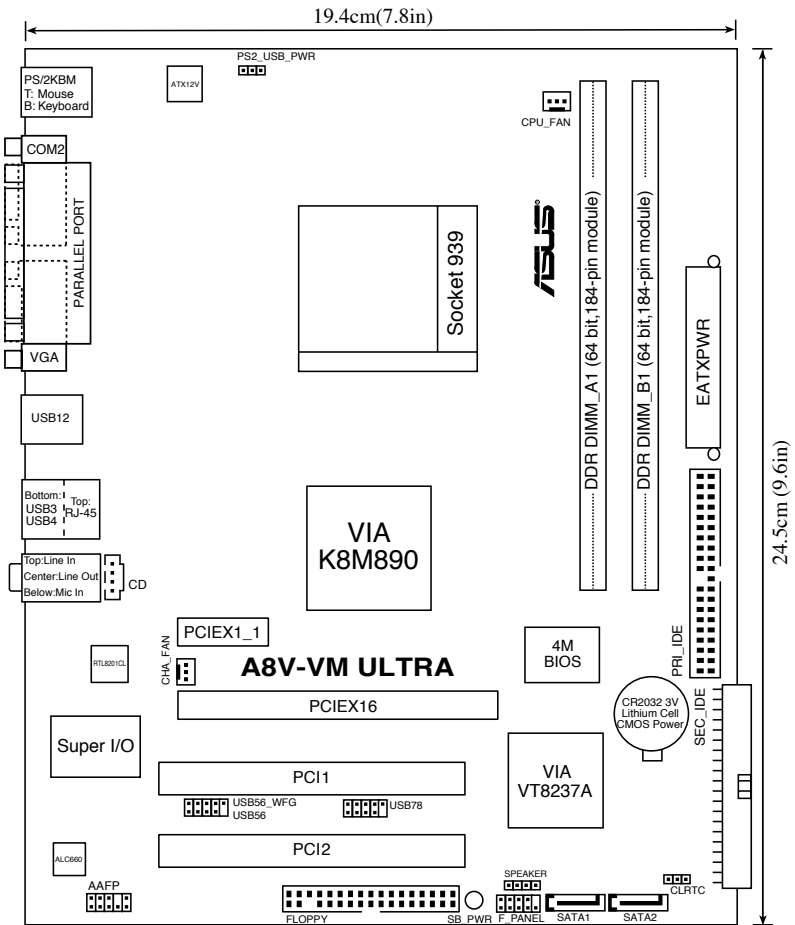 19.4cm(7.8in)
PS2_USB_PWR
PS/2KBM
T: Mouse
B: Keyboard
ATX12V
CPU_FAN
COM2
PARALLEL PORT
VGA
Socket 939
ASUS
DDR DIMM_A1 (64 bit,184-pin module)
DDR DIMM_B1 (64 bit,184-pin module)
EATXPWR
24.5cm (9.6in)
USB12
Bottom:
USB3
USB4
Top:
RJ-45
Top:Line In
Center:Line Out
Below:Mic In
CD
VIA
K8M890
PCIEX1_1
CHA_FAN
RTL8201CL
A8V-VM ULTRA
4M
BIOS
PRI_IDE
PCIEX16
CR2032 3V
Lithium Cell
CMOS Power
SEC_IDE
Super I/O
PCI1
VIA
VT8237A
USB56_WFG
USB56
USB78
PCI2
ALC660
AAFP
SPEAKER
CLRTC
FLOPPY
SB_PWR
F_PANEL
SATA1
SATA2